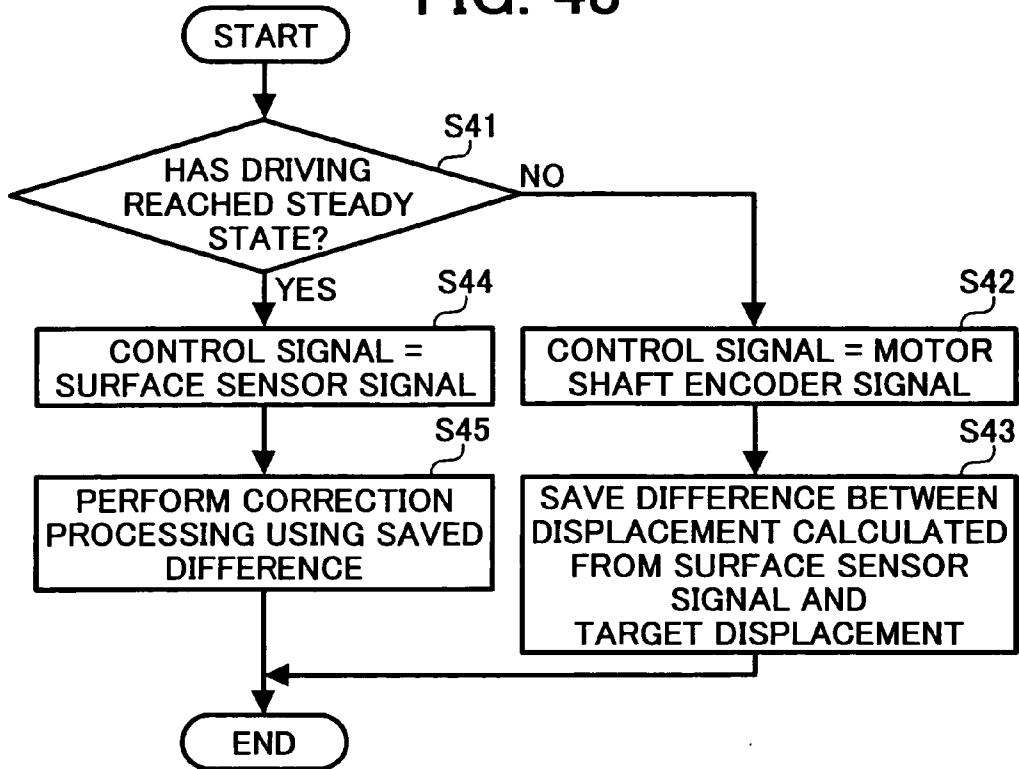 FIG.
START
S41
HAS DRIVING
REACHED STEADY
STATE?
NO
YES
S44
CONTROL SIGNAL =
SURFACE SENSOR SIGNAL
S42
CONTROL SIGNAL = MOTOR
SHAFT ENCODER SIGNAL
S45
PERFORM CORRECTION
PROCESSING USING SAVED
DIFFERENCE
S43
SAVE DIFFERENCE BETWEEN
DISPLACEMENT CALCULATED
FROM SURFACE SENSOR
SIGNAL AND
TARGET DISPLACEMENT
END